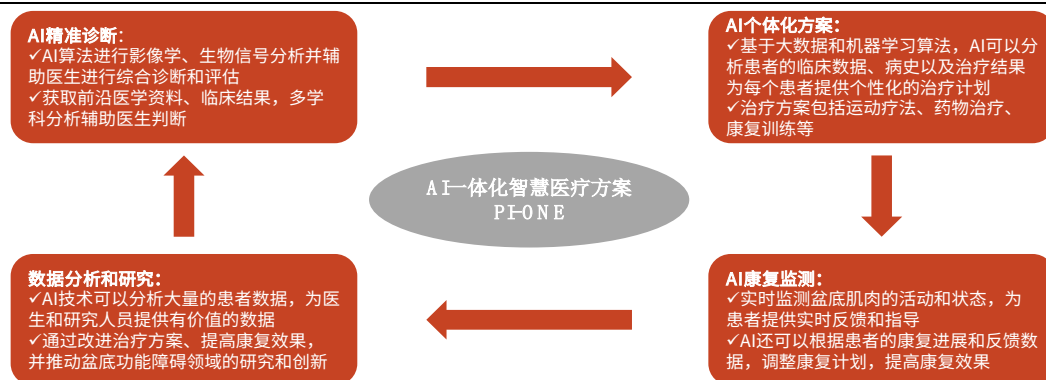 AI精准诊断:
✓AI算法进行影像学、生物信号分析并辅
助医生进行综合诊断和评估
✓获取前沿医学资料、临床结果，多学
科分析辅助医生判断
AI个体化方案：
✓基于大数据和机器学习算法，AI可以分
析患者的临床数据、病史以及治疗结果
为每个患者提供个性化的治疗计划
✓治疗方案包括运动疗法、药物治疗、
康复训练等
AI一体化智慧医疗方案
PI-ONE
数据分析和研究：
✓AI技术可以分析大量的患者数据，为医
生和研究人员提供有价值的数据
✓通过改进治疗方案、提高康复效果，
并推动盆底功能障碍领域的研究和创新
AI康复监测：
✓实时监测盆底肌肉的活动和状态，为
患者提供实时反馈和指导
✓AI还可以根据患者的康复进展和反馈数
据，调整康复计划，提高康复效果